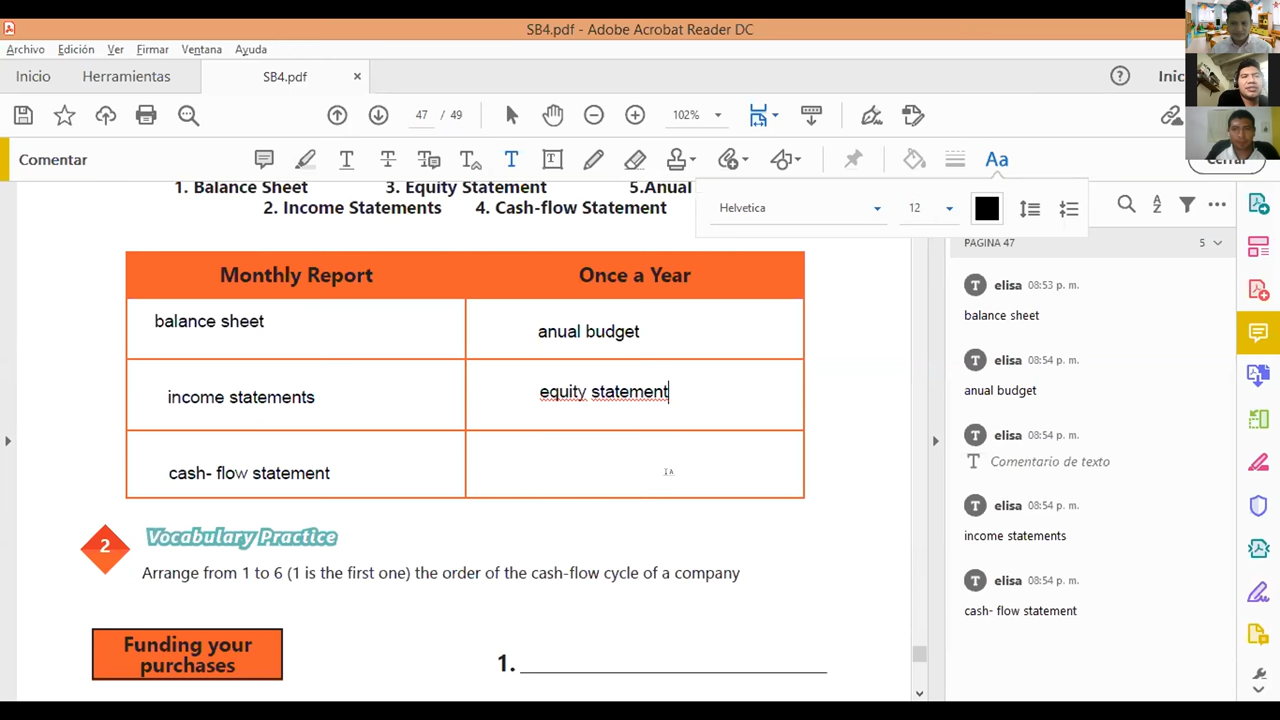 SB4.pdf - Adobe Acrobat Reader DC
Archivo Edición Ver Firmar Ventana Ayuda
Inicio Herramientas SB4.pdf × ? Inic
47 / 49 102%
Comentar Cerrar
Helvetica 12
1. Balance Sheet 3. Equity Statement 5.Anual
2. Income Statements 4. Cash-flow Statement
Monthly Report Once a Year
balance sheet anual budget
income statements equity statement
cash- flow statement
2 Vocabulary Practice
Arrange from 1 to 6 (1 is the first one) the order of the cash-flow cycle of a company
Funding your
purchases
1.
PÁGINA 47 5
elisa 08:53 p. m.
balance sheet
elisa 08:54 p. m.
anual budget
elisa 08:54 p. m.
Comentario de texto
elisa 08:54 p. m.
income statements
elisa 08:54 p. m.
cash- flow statement